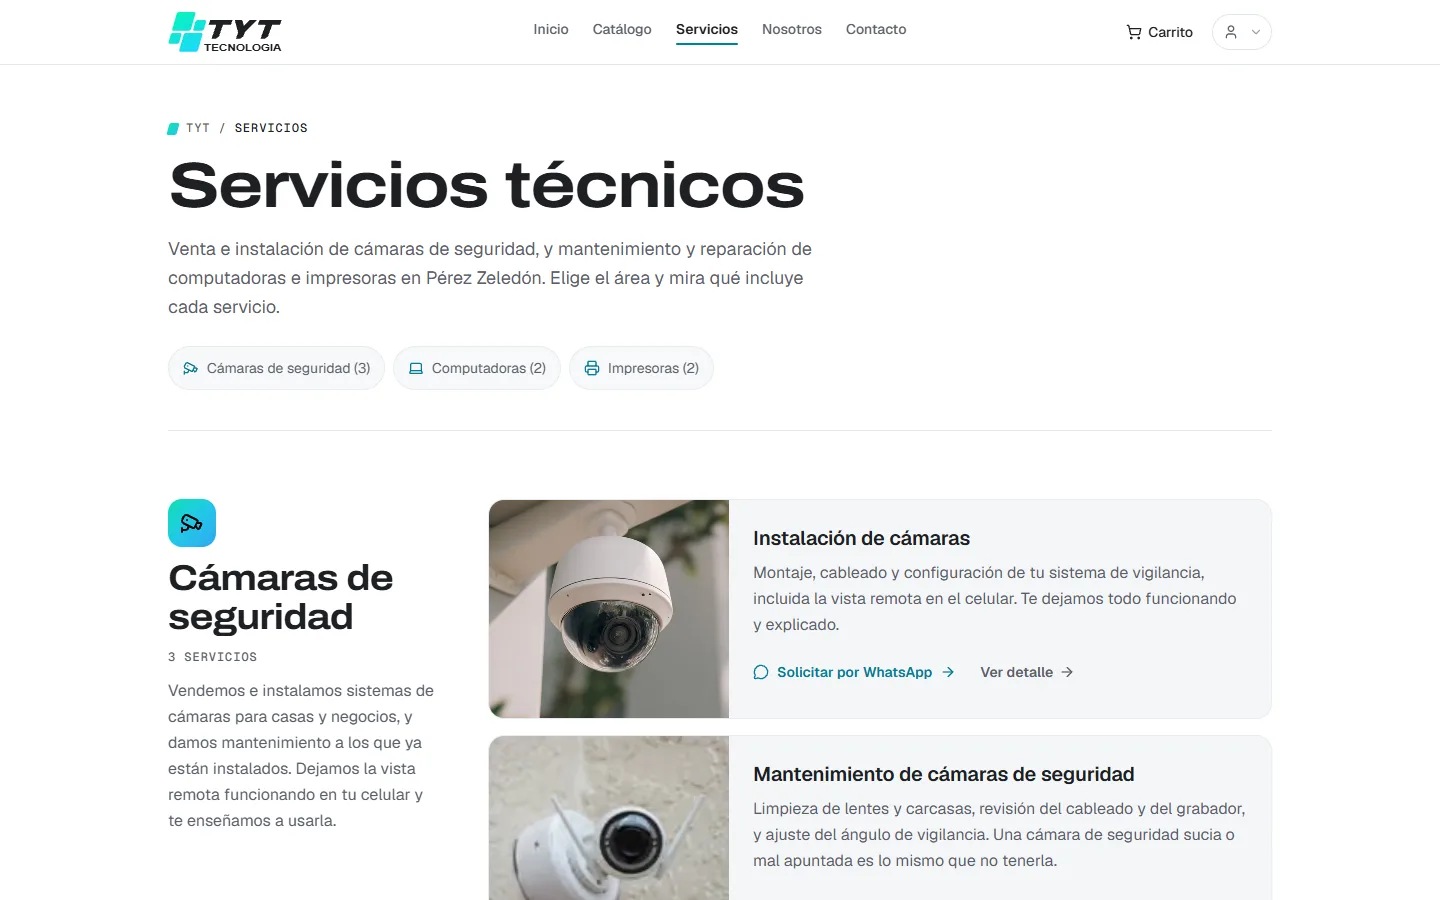 TYT
TECNOLOGIA
Inicio
Catálogo
Servicios
Nosotros
Contacto
Carrito
TYT / SERVICIOS
Servicios técnicos
Venta e instalación de cámaras de seguridad, y mantenimiento y reparación de
computadoras e impresoras en Pérez Zeledón. Elige el área y mira qué incluye
cada servicio.
Cámaras de seguridad (3)
Computadoras (2)
Impresoras (2)
Cámaras de
seguridad
3 SERVICIOS
Vendemos e instalamos sistemas de
cámaras para casas y negocios, y
damos mantenimiento a los que ya
están instalados. Dejamos la vista
remota funcionando en tu celular y
te enseñamos a usarla.
Instalación de cámaras
Montaje, cableado y configuración de tu sistema de vigilancia,
incluida la vista remota en el celular. Te dejamos todo funcionando
y explicado.
Solicitar por WhatsApp →
Ver detalle →
Mantenimiento de cámaras de seguridad
Limpieza de lentes y carcasas, revisión del cableado y del grabador,
y ajuste del ángulo de vigilancia. Una cámara de seguridad sucia o
mal apuntada es lo mismo que no tenerla.